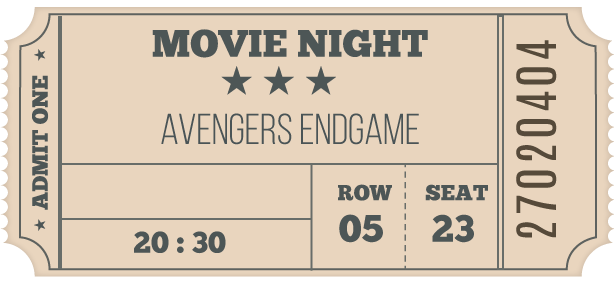 ★ ADMIT ONE ★
MOVIE NIGHT
★ ★ ★
AVENGERS ENDGAME
ROW
05
SEAT
23
20 : 30
27020404